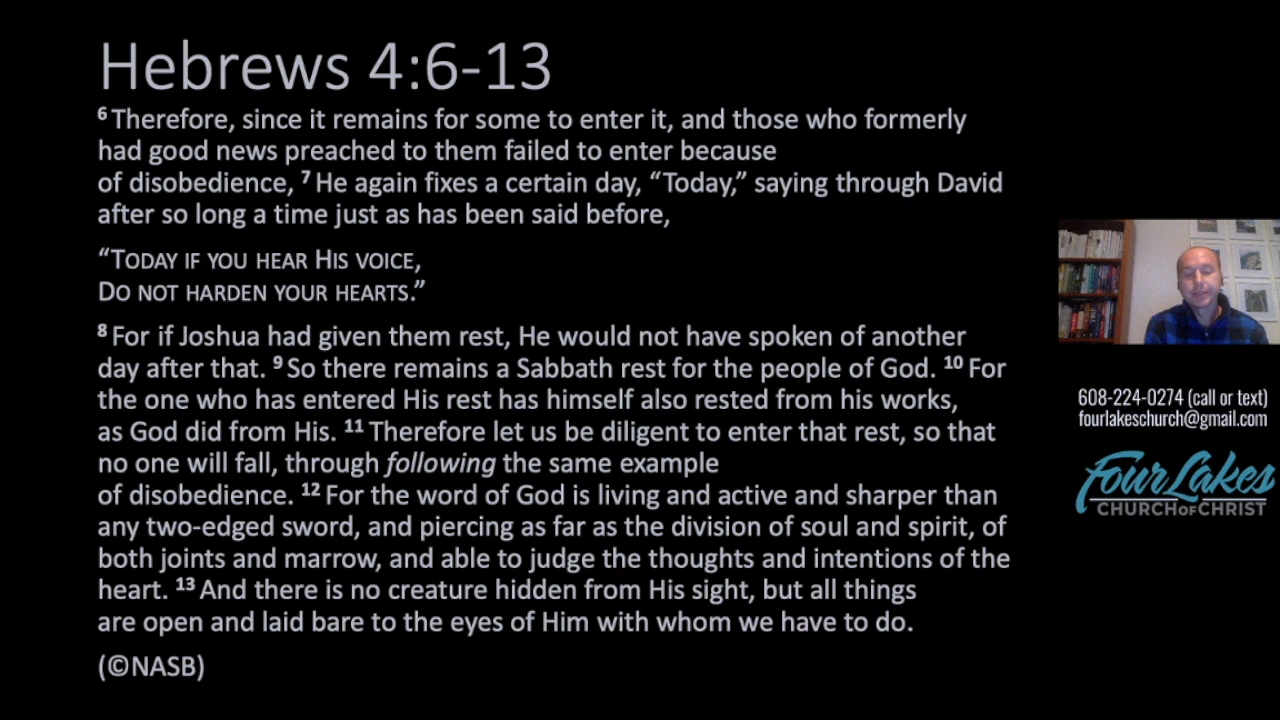 Hebrews 4:6-13
6 Therefore, since it remains for some to enter it, and those who formerly
had good news preached to them failed to enter because
of disobedience, 7 He again fixes a certain day, “Today,” saying through David
after so long a time just as has been said before,
“TODAY IF YOU HEAR HIS VOICE,
DO NOT HARDEN YOUR HEARTS.”
8 For if Joshua had given them rest, He would not have spoken of another
day after that. 9 So there remains a Sabbath rest for the people of God. 10 For
the one who has entered His rest has himself also rested from his works,
as God did from His. 11 Therefore let us be diligent to enter that rest, so that
no one will fall, through following the same example
of disobedience. 12 For the word of God is living and active and sharper than
any two-edged sword, and piercing as far as the division of soul and spirit, of
both joints and marrow, and able to judge the thoughts and intentions of the
heart. 13 And there is no creature hidden from His sight, but all things
are open and laid bare to the eyes of Him with whom we have to do.
(©NASB)
608-224-0274 (call or text)
fourlakeschurch@gmail.com
Four Lakes
CHURCH OF CHRIST